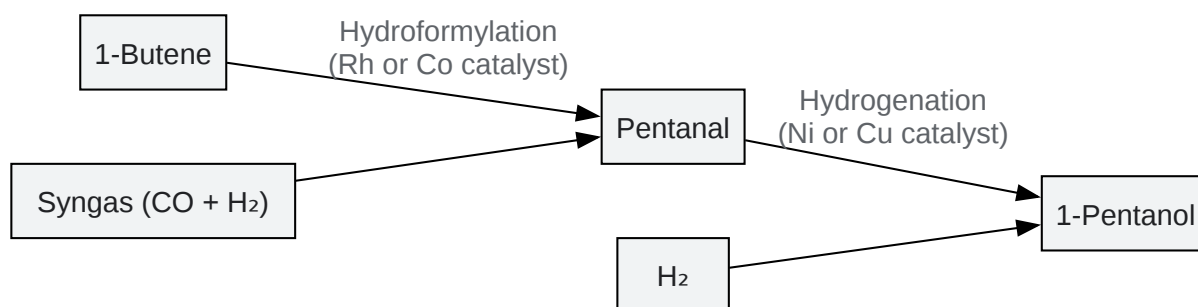 1-Butene
Hydroformylation
(Rh or Co catalyst)
Syngas (CO + H₂)
Pentanal
Hydrogenation
(Ni or Cu catalyst)
H₂
1-Pentanol